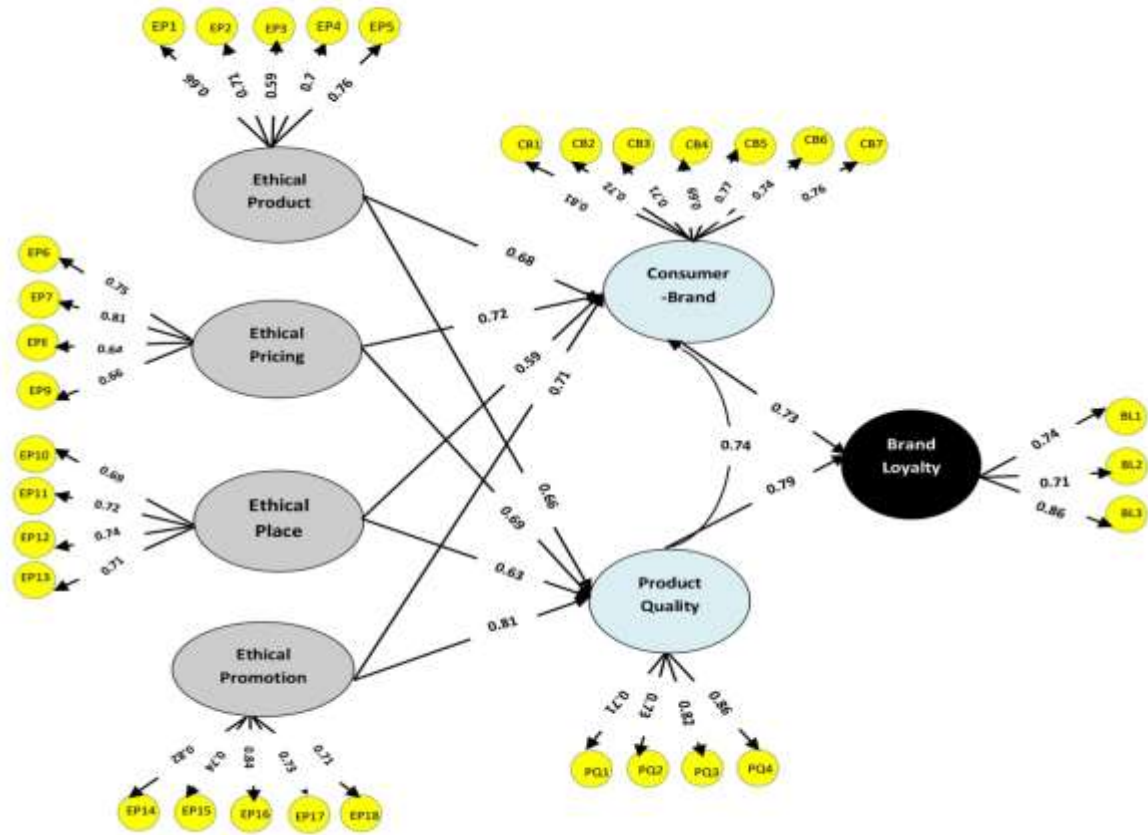 EP1 EP2 EP3 EP4 EP5
0.66 0.71 0.59 0.7 0.76
Ethical
Product
CR1 CB2 CB3 CB4 CB5 CB6 CB7
0.72 0.71 0.69 0.77 0.74 0.76
EP6
EP7
EP8
EP9
0.75
0.81
0.64
0.66
Ethical
Pricing
0.68
0.72
0.59
0.71
Consumer
-Brand
EP10
EP11
EP12
EP13
0.69
0.72
0.74
0.71
Ethical
Place
0.66
0.69
0.63
0.81
0.74
0.73
0.79
Brand
Loyalty
0.74
0.71
0.86
BL1
BL2
BL3
Product
Quality
Ethical
Promotion
0.71 0.73 0.82 0.86
PQ1 PQ2 PQ3 PQ4
0.82 0.74 0.84 0.73 0.71
EP14 EP15 EP16 EP17 EP18